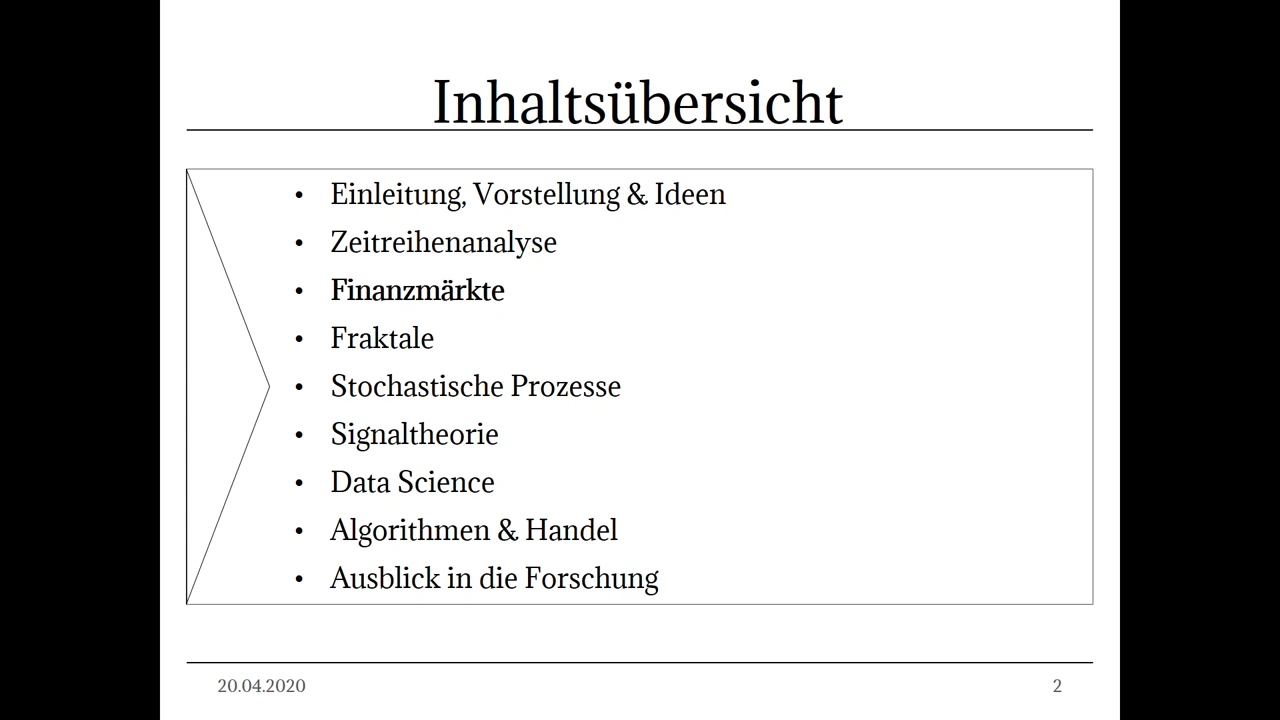 Inhaltsübersicht
• Einleitung, Vorstellung & Ideen
• Zeitreihenanalyse
• Finanzmärkte
• Fraktale
• Stochastische Prozesse
• Signaltheorie
• Data Science
• Algorithmen & Handel
• Ausblick in die Forschung
20.04.2020 2